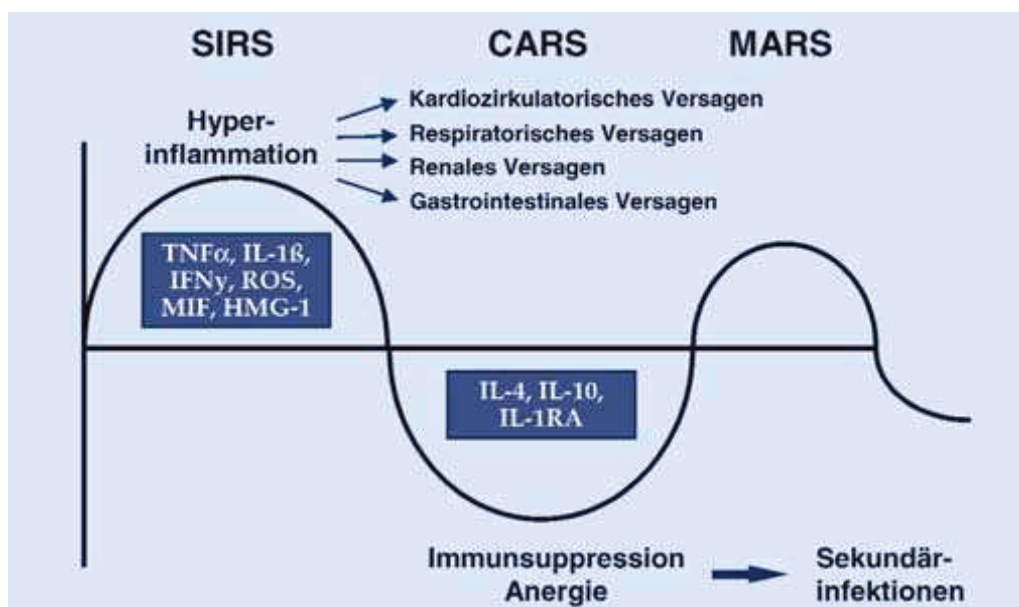 SIRS
CARS
MARS
Hyper-
inflammation
Kardiozirkulatorisches Versagen
Respiratorisches Versagen
Renales Versagen
Gastrointestinales Versagen
TNFα, IL-1ß,
IFNy, ROS,
MIF, HMG-1
IL-4, IL-10,
IL-1RA
Immunsuppression
Anergie
Sekundär-
infektionen